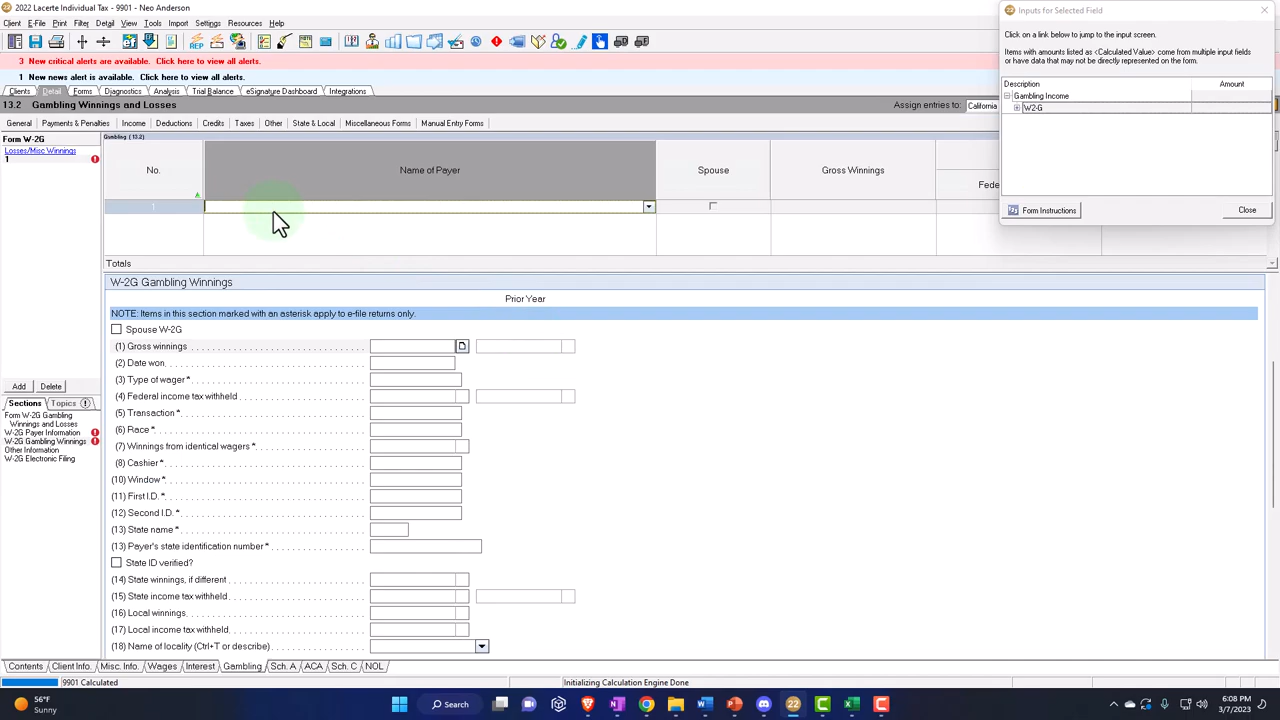 2022 Lacerte Individual Tax - 9901 - Neo Anderson
Client E-File Print Filter Detail View Tools Import Settings Resources Help
3 New critical alerts are available. Click here to view all alerts.
1 New news alert is available. Click here to view all alerts.
Clients Detail Forms Diagnostics Analysis Trial Balance eSignature Dashboard Integrations
13.2 Gambling Winnings and Losses
Assign entries to: California
General Payments & Penalties Income Deductions Credits Taxes Other State & Local Miscellaneous Forms Manual Entry Forms
Inputs for Selected Field
Click on a link below to jump to the input screen.
Items with amounts listed as <Calculated Value> come from multiple input fields
or have data that may not be directly represented on the form.
Description Amount
Gambling Income
W2-G
Form Instructions Close
Form W-2G
Losses/Misc Winnings
1
Gambling (13.2)
No. Name of Payer Spouse Gross Winnings
1
Totals
W-2G Gambling Winnings
Prior Year
NOTE: Items in this section marked with an asterisk apply to e-file returns only.
Spouse W-2G
(1) Gross winnings
(2) Date won
(3) Type of wager *
(4) Federal income tax withheld
(5) Transaction *
(6) Race *
(7) Winnings from identical wagers *
(8) Cashier *
(10) Window *
(11) First I.D. *
(12) Second I.D. *
(13) State name *
(13) Payer's state identification number *
State ID verified?
(14) State winnings, if different
(15) State income tax withheld
(16) Local winnings
(17) Local income tax withheld
(18) Name of locality (Ctrl+T or describe)
Add Delete
Sections Topics
Form W-2G Gambling
Winnings and Losses
W-2G Payer Information
W-2G Gambling Winnings
Other Information
W-2G Electronic Filing
Contents Client Info. Misc. Info. Wages Interest Gambling Sch. A ACA Sch. C NOL
9901 Calculated
Initializing Calculation Engine Done
56°F
Sunny
Search
6:08 PM
3/7/2023